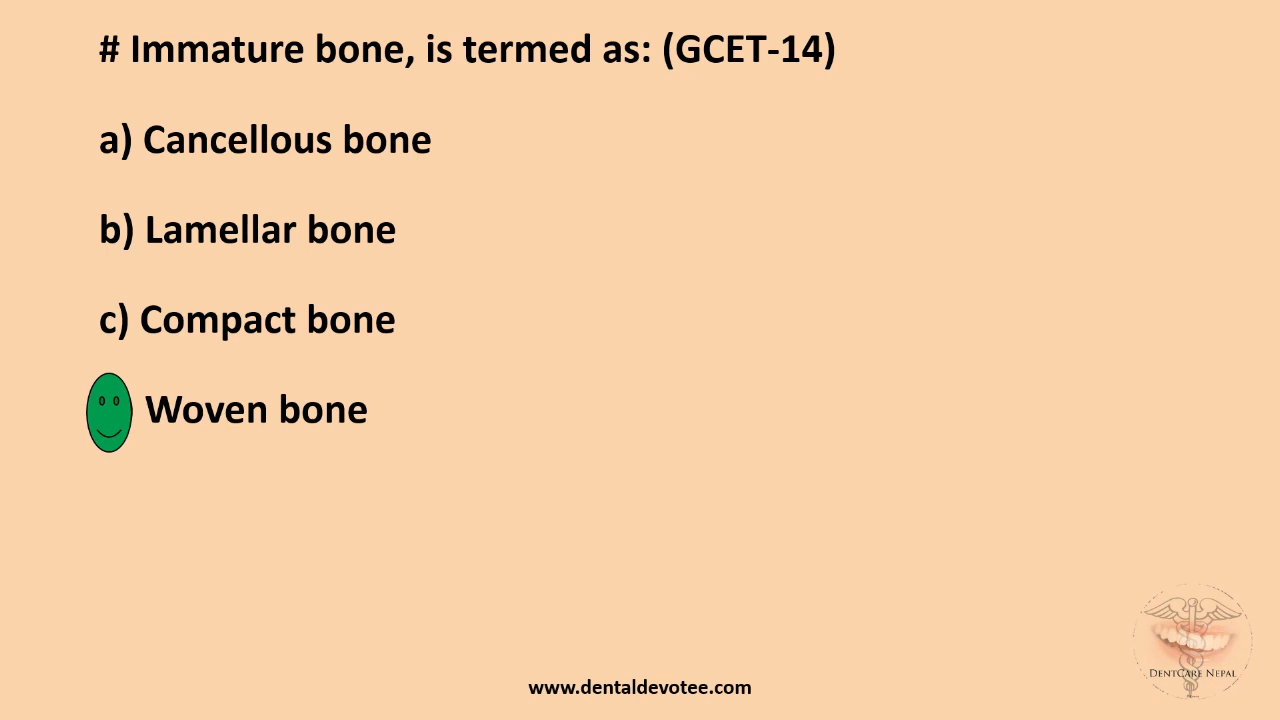 # Immature bone, is termed as: (GCET-14)
a) Cancellous bone
b) Lamellar bone
c) Compact bone
Woven bone
DentCare Nepal
www.dentaldevotee.com